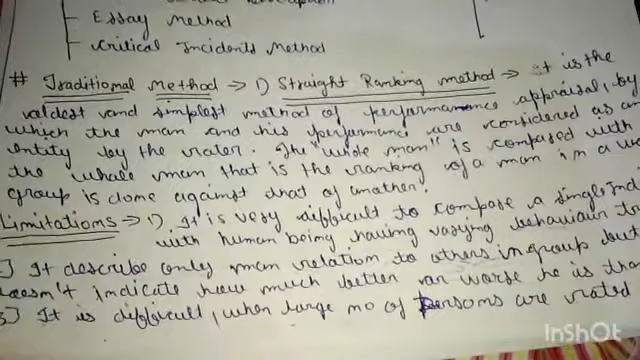 Essay Method
Critical Incidents Method
# Traditional Method → 1) Straight Ranking method → It is the
oldest and simplest method of performance appraisal, by
which the man and his performance are considered as an
entity by the rater. The "whole man" is compared with
the whole man that is the ranking of a man in a
group is done against that of another.
Limitations → 1) It is very difficult to compare a single
with human being having varying behaviour
It describe only man relation to others in group but
doesn't indicate how much better or worse he is than
3] It is difficult, when large no of persons are rated
InShOt